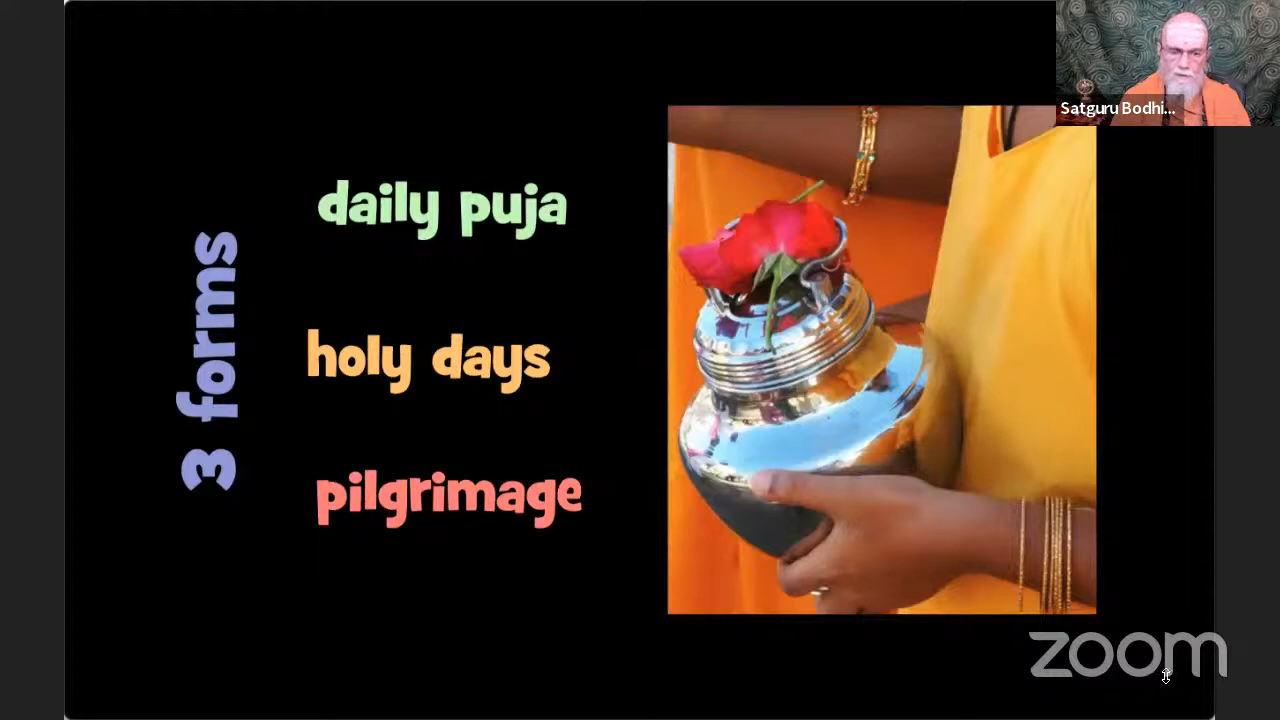 Satguru Bodhi...
3 forms
daily puja
holy days
pilgrimage
zoom